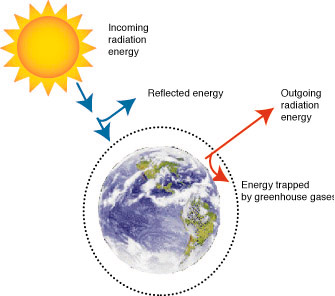 Incoming
radiation
energy
Reflected energy
Outgoing
radiation
energy
Energy trapped
by greenhouse gases